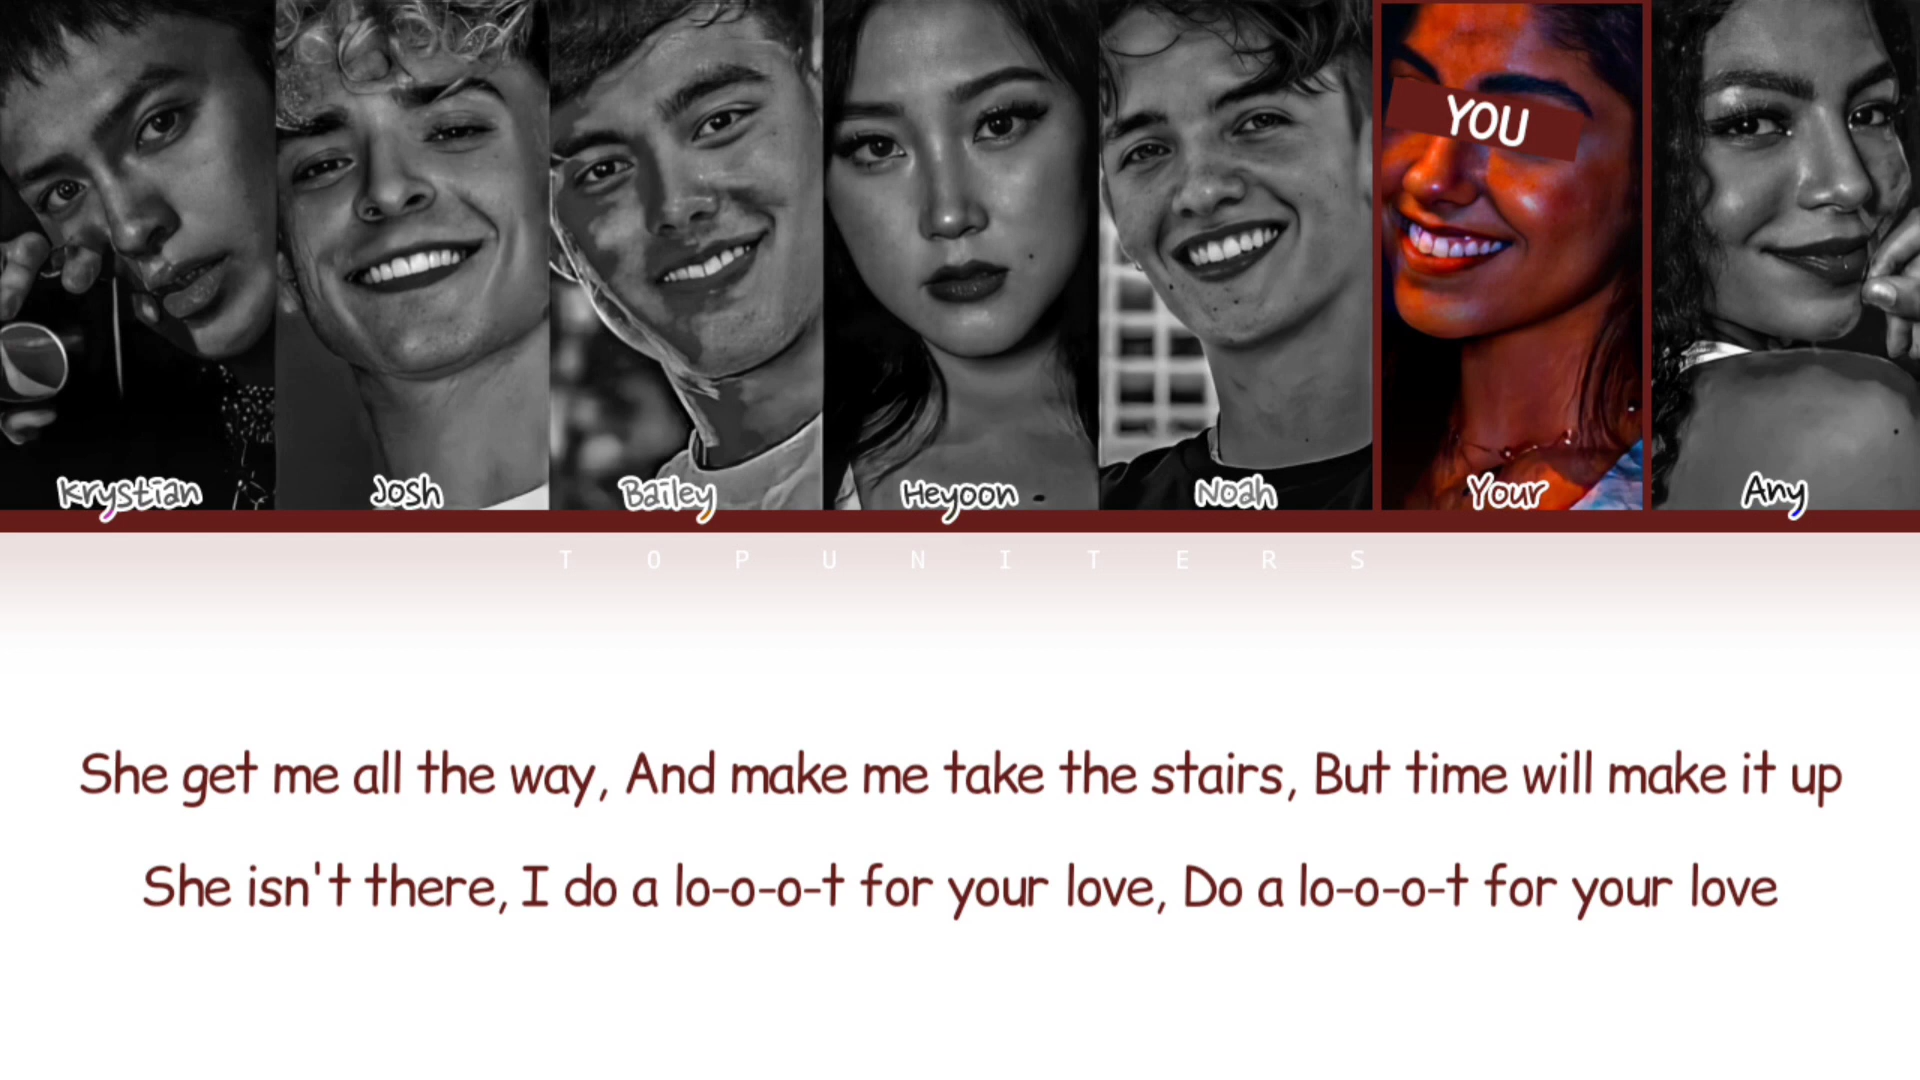 YOU
Krystian Josh Bailey Heyoon Noah Your Any
TOPUNITERS
She get me all the way, And make me take the stairs, But time will make it up
She isn't there, I do a lo-o-o-t for your love, Do a lo-o-o-t for your love